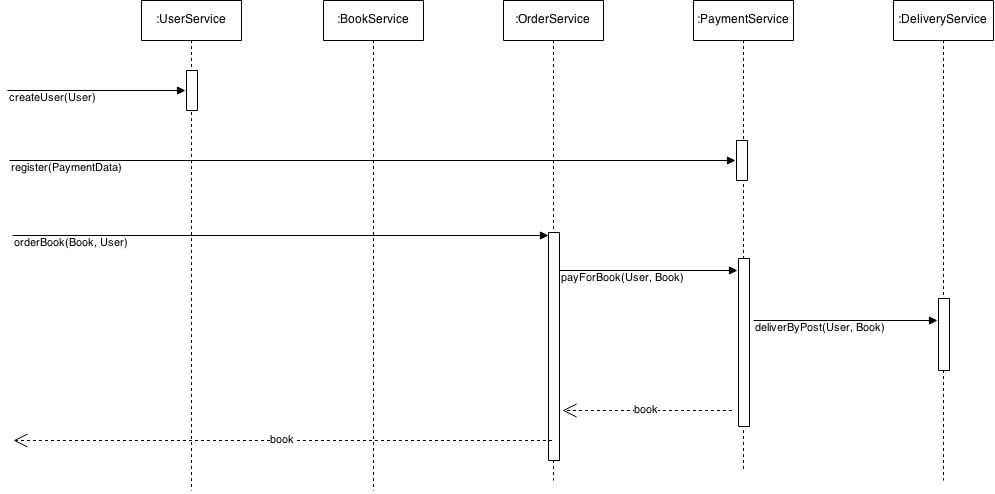 :UserService
:BookService
:OrderService
:PaymentService
:DeliveryService
createUser(User)
register(PaymentData)
orderBook(Book, User)
payForBook(User, Book)
deliverByPost(User, Book)
book
book